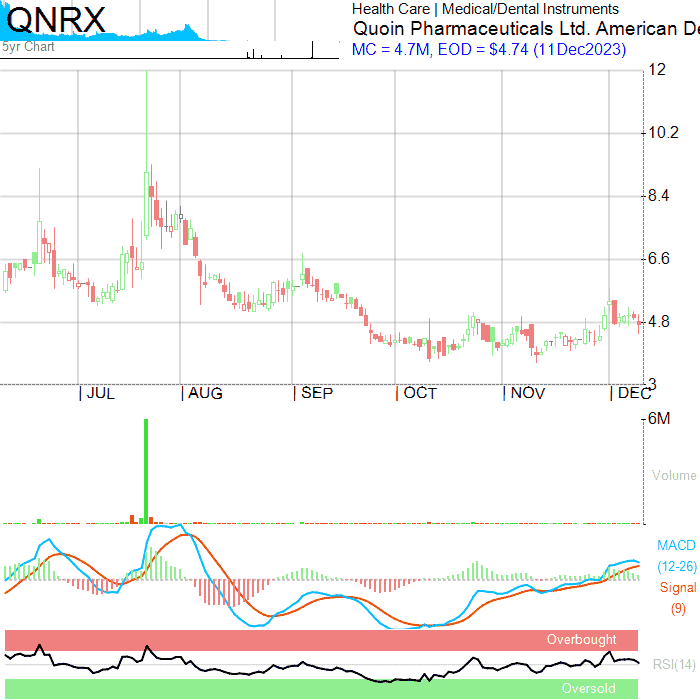 QNRX
5yr Chart
Health Care | Medical/Dental Instruments
Quoin Pharmaceuticals Ltd. American De
MC = 4.7M, EOD = $4.74 (11Dec2023)
12
10.2
8.4
6.6
4.8
3
JUL AUG SEP OCT NOV DEC
6M
Volume
MACD
(12-26)
Signal
(9)
Overbought
RSI(14)
Oversold